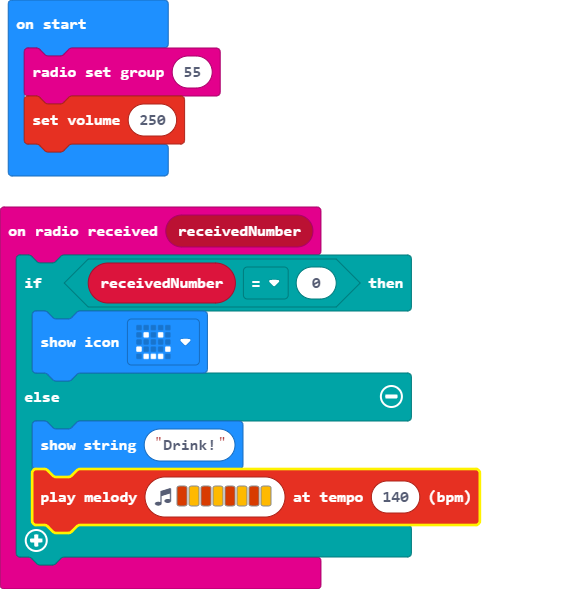 on start
radio set group 55
set volume 250
on radio received receivedNumber
if receivedNumber = 0 then
show icon
else
show string "Drink!"
play melody at tempo 140 (bpm)